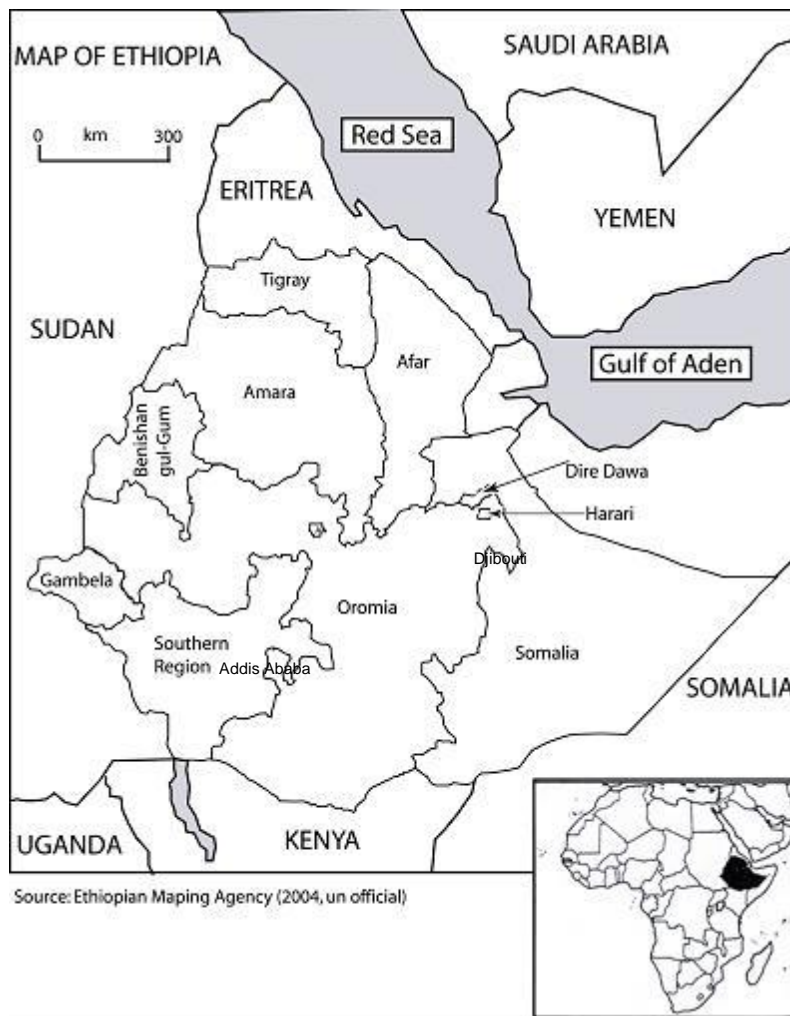 MAP OF ETHIOPIA
SAUDI ARABIA
0 km 300
Red Sea
ERITREA
YEMEN
Tigray
SUDAN
Afar
Gulf of Aden
Amara
Benishan
gul-Gum
Dire Dawa
Harari
Djibouti
Gambela
Oromia
Southern
Region
Addis Ababa
Somalia
SOMALIA
UGANDA
KENYA
Source: Ethiopian Maping Agency (2004, un official)